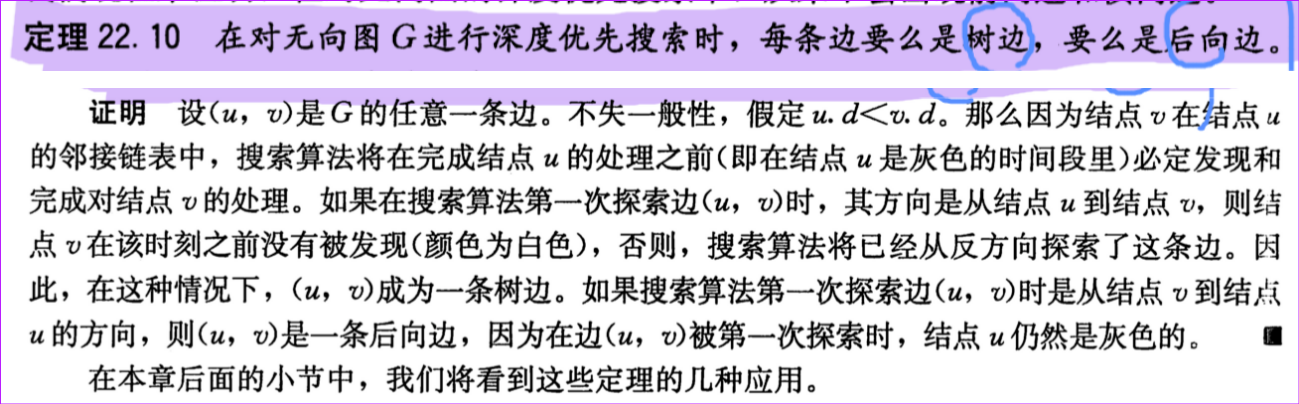 定理 22.10 在对无向图 G 进行深度优先搜索时，每条边要么是树边，要么是后向边。
证明 设(u，v)是 G 的任意一条边。不失一般性，假定 u.d<v.d。那么因为结点 v 在结点 u
的邻接链表中，搜索算法将在完成结点 u 的处理之前(即在结点 u 是灰色的时间段里)必定发现和
完成对结点 v 的处理。如果在搜索算法第一次探索边(u，v)时，其方向是从结点 u 到结点 v，则结
点 v 在该时刻之前没有被发现(颜色为白色)，否则，搜索算法将已经从反方向探索了这条边。因
此，在这种情况下，(u，v)成为一条树边。如果搜索算法第一次探索边(u，v)时是从结点 v 到结点
u 的方向，则(u，v)是一条后向边，因为在边(u，v)被第一次探索时，结点 u 仍然是灰色的。
在本章后面的小节中，我们将看到这些定理的几种应用。